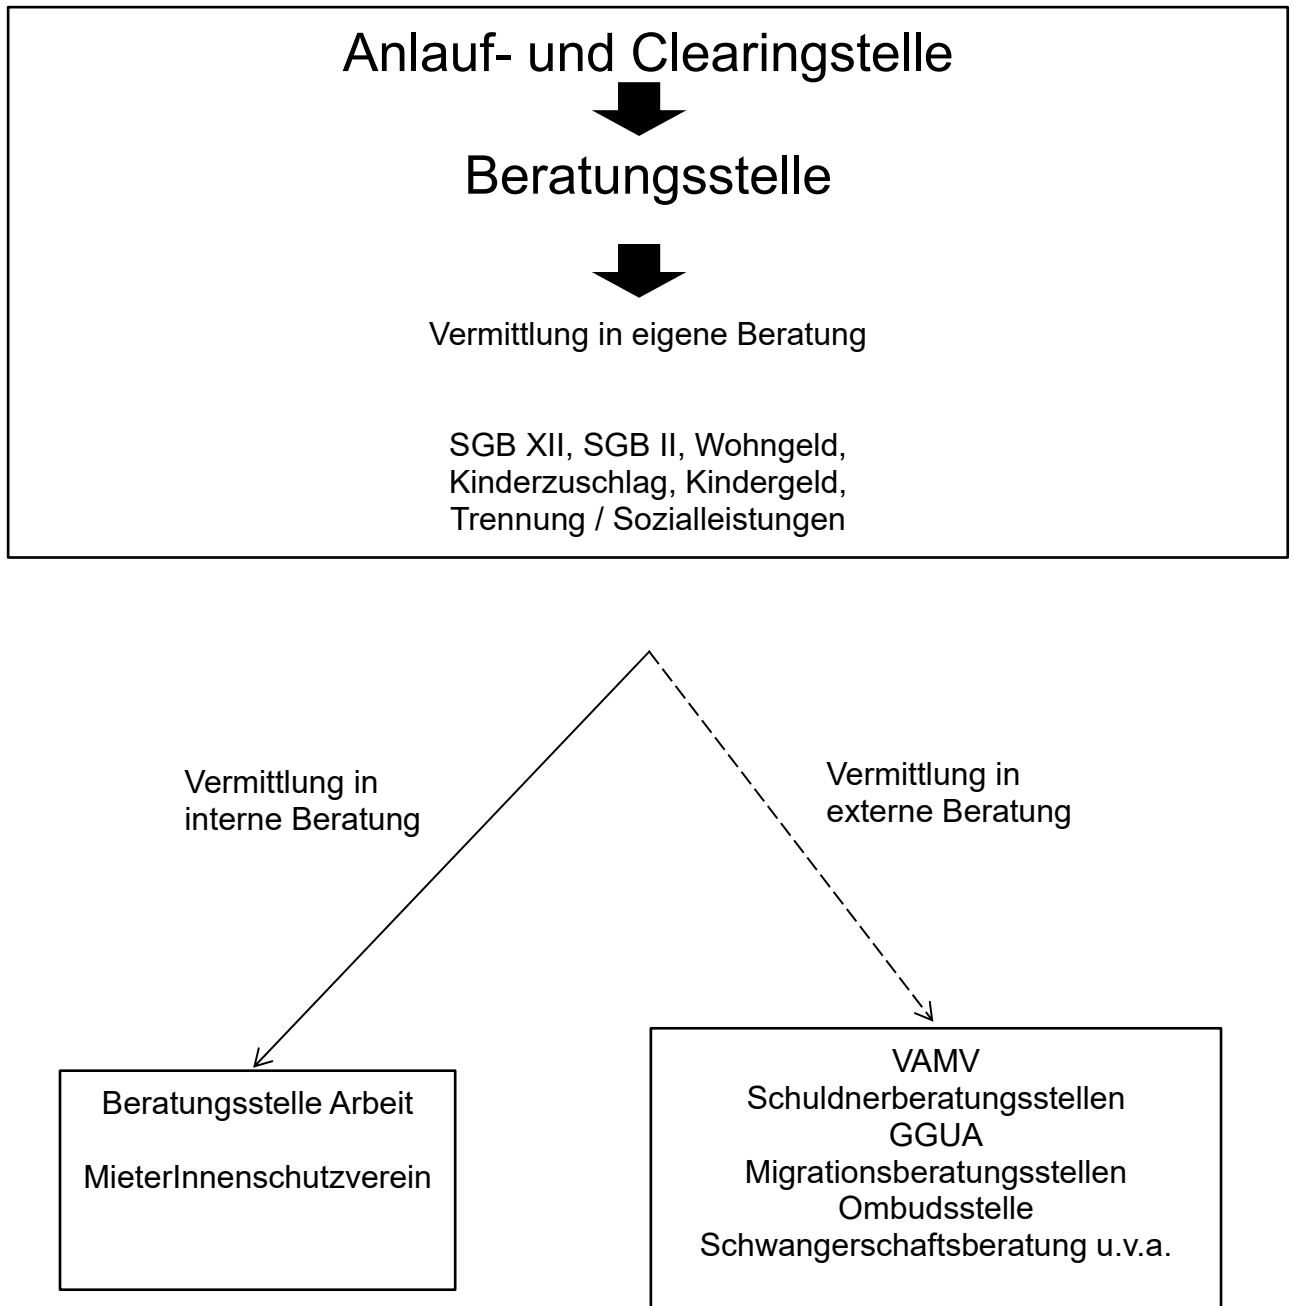 Anlauf- und Clearingstelle
Beratungsstelle
Vermittlung in eigene Beratung
SGB XII, SGB II, Wohngeld,
Kinderzuschlag, Kindergeld,
Trennung / Sozialleistungen
Vermittlung in
interne Beratung
Vermittlung in
externe Beratung
Beratungsstelle Arbeit
MieterInnenschutzverein
VAMV
Schuldnerberatungsstellen
GGUA
Migrationsberatungsstellen
Ombudsstelle
Schwangerschaftsberatung u.v.a.